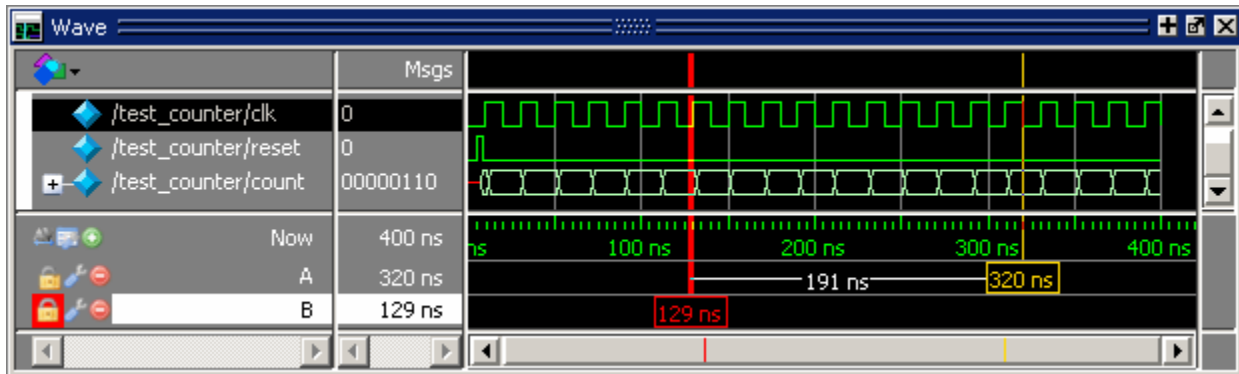 Wave
Msgs
/test_counter/clk 0
/test_counter/reset 0
/test_counter/count 00000110
Now 400 ns ns 100 ns 200 ns 300 ns 400 ns
A 320 ns 191 ns 320 ns
B 129 ns 129 ns